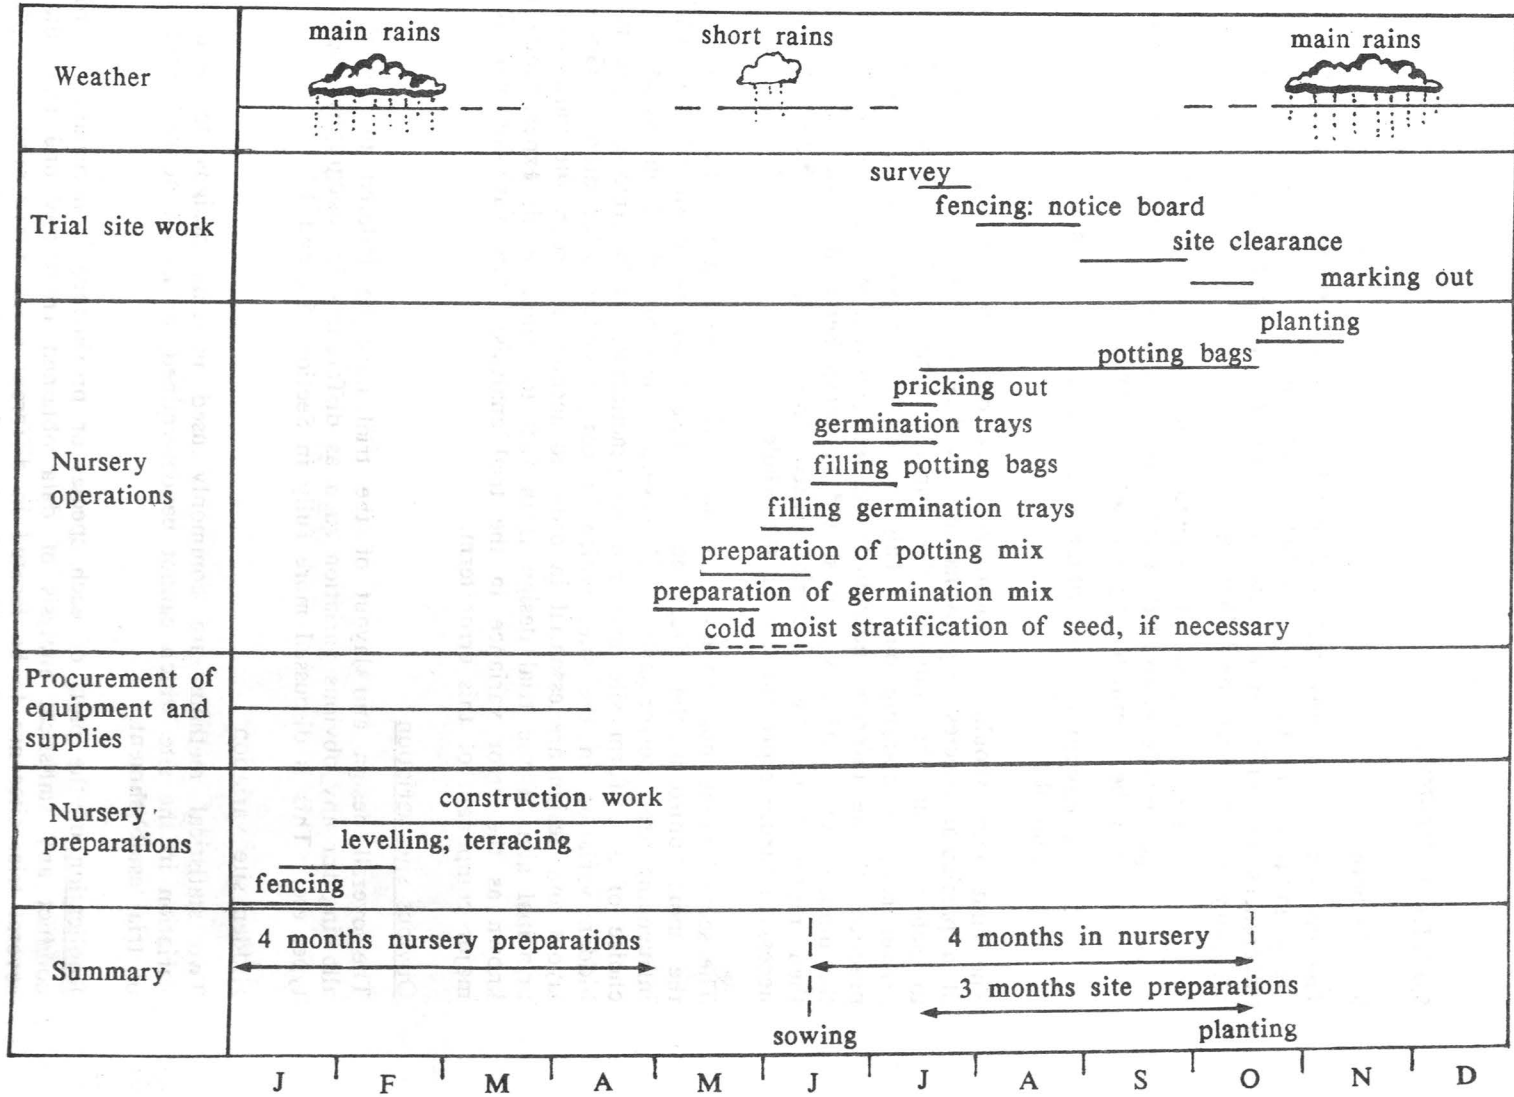 Weather
main rains
short rains
main rains
Trial site work
survey
fencing: notice board
site clearance
marking out
Nursery
operations
planting
potting bags
pricking out
germination trays
filling potting bags
filling germination trays
preparation of potting mix
preparation of germination mix
cold moist stratification of seed, if necessary
Procurement of
equipment and
supplies
Nursery
preparations
construction work
levelling; terracing
fencing
Summary
4 months nursery preparations
4 months in nursery
3 months site preparations
sowing
planting
J F M A M J J A S O N D